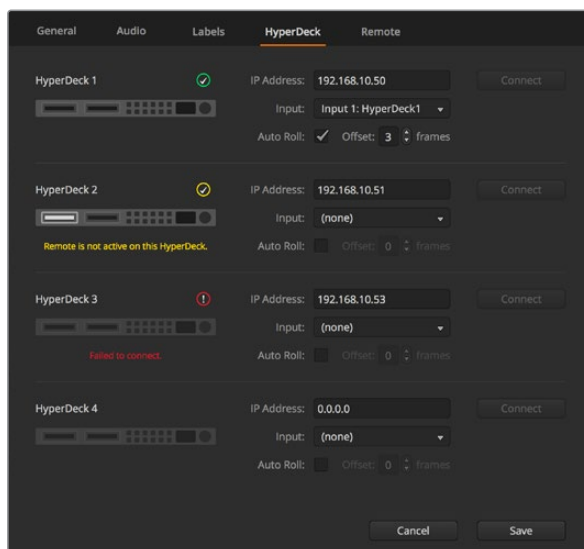 General Audio Labels HyperDeck Remote
HyperDeck 1 IP Address: 192.168.10.50 Connect
Input: Input 1: HyperDeck1
Auto Roll: Offset: 3 frames
HyperDeck 2 IP Address: 192.168.10.51 Connect
Input: (none)
Remote is not active on this HyperDeck. Auto Roll: Offset: 0 frames
HyperDeck 3 IP Address: 192.168.10.53 Connect
Input: (none)
Failed to connect. Auto Roll: Offset: 0 frames
HyperDeck 4 IP Address: 0.0.0.0 Connect
Input: (none)
Auto Roll: Offset: 0 frames
Cancel Save